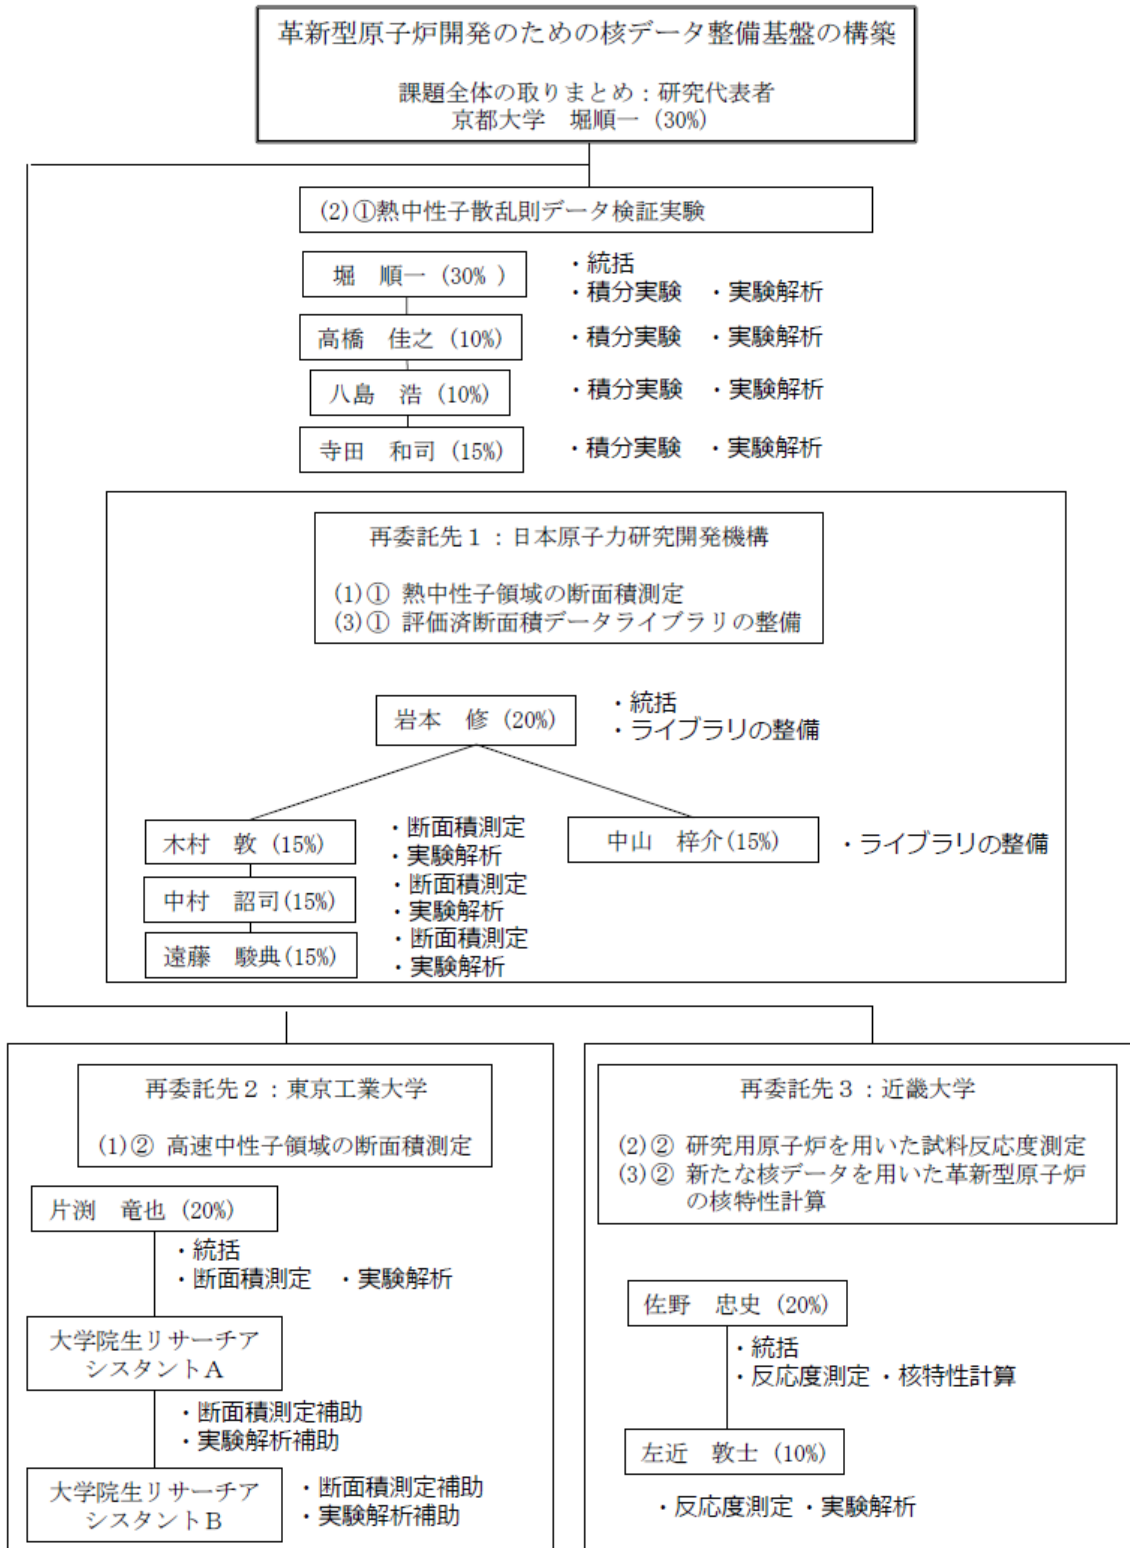 革新型原子炉開発のための核データ整備基盤の構築
課題全体の取りまとめ：研究代表者
京都大学　堀順一 (30%)
(2)①熱中性子散乱則データ検証実験
堀　順一 (30% )
・統括
・積分実験　・実験解析
高橋　佳之 (10%)
・積分実験　・実験解析
八島　浩 (10%)
・積分実験　・実験解析
寺田　和司 (15%)
・積分実験　・実験解析
再委託先１：日本原子力研究開発機構
(1)① 熱中性子領域の断面積測定
(3)① 評価済断面積データライブラリの整備
岩本　修 (20%)
・統括
・ライブラリの整備
木村　敦 (15%)
・断面積測定
・実験解析
中村　詔司(15%)
・断面積測定
・実験解析
遠藤　駿典(15%)
・断面積測定
・実験解析
中山　梓介(15%)
・ライブラリの整備
再委託先２：東京工業大学
(1)② 高速中性子領域の断面積測定
片渕　竜也 (20%)
・統括
・断面積測定　・実験解析
大学院生リサーチア
シスタントＡ
・断面積測定補助
・実験解析補助
大学院生リサーチア
シスタントＢ
・断面積測定補助
・実験解析補助
再委託先３：近畿大学
(2)② 研究用原子炉を用いた試料反応度測定
(3)② 新たな核データを用いた革新型原子炉
の核特性計算
佐野　忠史 (20%)
・統括
・反応度測定 ・核特性計算
左近　敦士 (10%)
・反応度測定 ・実験解析